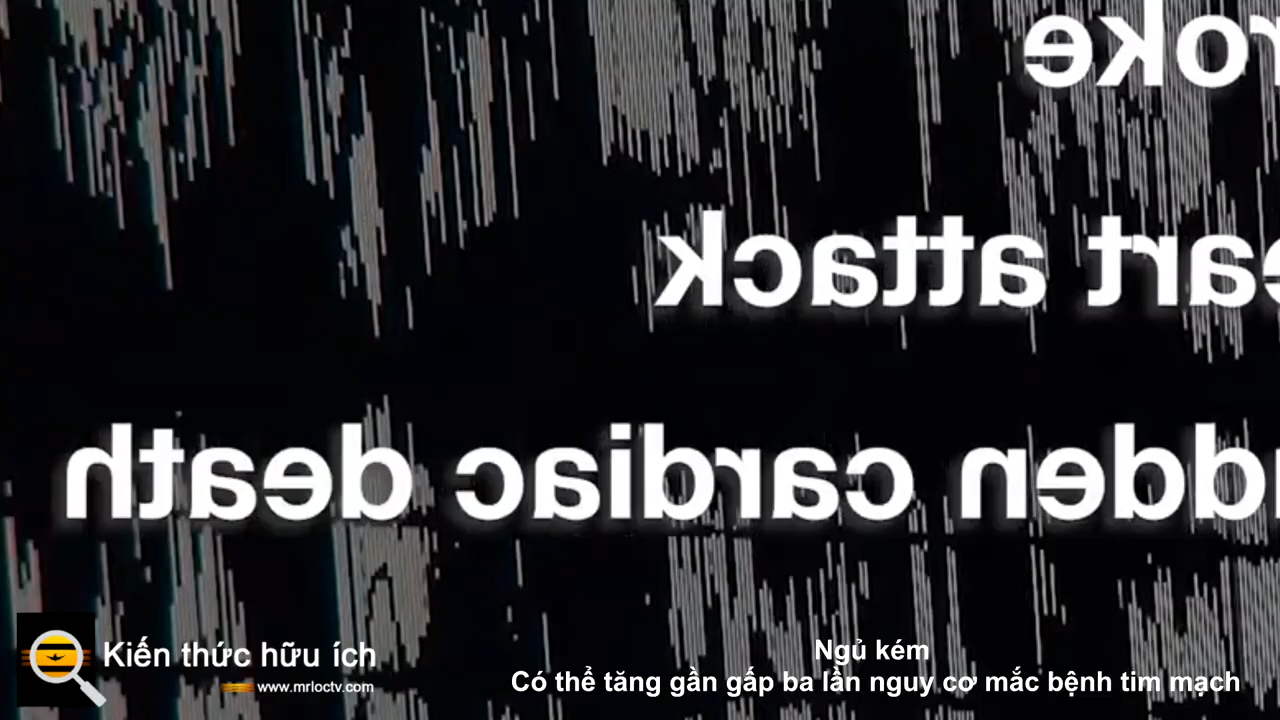 roke
eart attack
dden cardiac death
Kiến thức hữu ích
www.mrloctv.com
Ngủ kém
Có thể tăng gần gấp ba lần nguy cơ mắc bệnh tim mạch